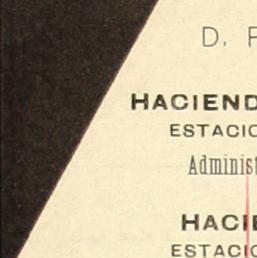 D. P
HACIEND
ESTACIO
Administ
HACIE
ESTACIO